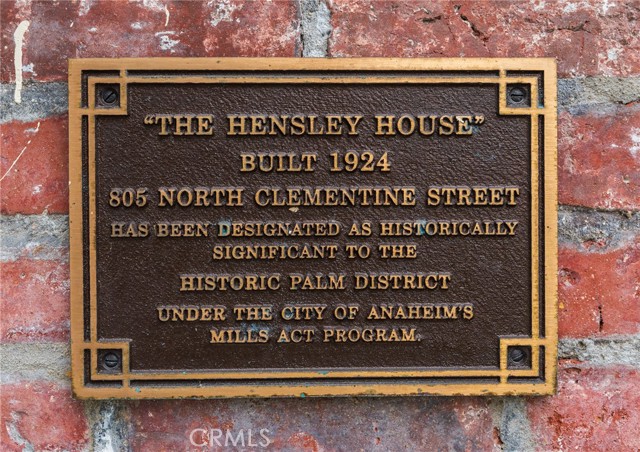 "THE HENSLEY HOUSE"
BUILT 1924
805 NORTH CLEMENTINE STREET
HAS BEEN DESIGNATED AS HISTORICALLY
SIGNIFICANT TO THE
HISTORIC PALM DISTRICT
UNDER THE CITY OF ANAHEIM'S
MILLS ACT PROGRAM.
CRMLS